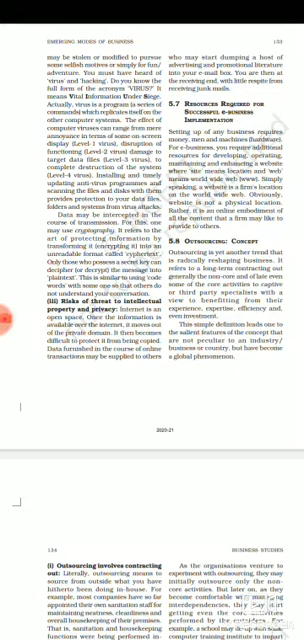 EMERGING MODES OF BUSINESS
133
may be stolen or modified to pursue
some selfish motives or simply for fun/
adventure. You must have heard of
'virus' and 'hacking'. Do you know the
full form of the acronym 'VIRUS?' It
means Vital Information Under Siege.
Actually, virus is a program (a series of
commands) which replicates itself on the
other computer systems. The effect of
computer viruses can range from mere
annoyance in terms of some on-screen
display (Level-1 virus), disruption of
functioning (Level-2 virus) damage to
target data files (Level-3 virus), to
complete destruction of the system
(Level-4 virus). Installing and timely
updating anti-virus programmes and
scanning the files and disks with them
provides protection to your data files,
folders and systems from virus attacks.
Data may be intercepted in the
course of transmission. For this, one
may use cryptography. It refers to the
art of protecting information by
transforming it (encrypting it) into an
unreadable format called 'cyphertext'.
Only those who possess a secret key can
decipher (or decrypt) the message into
'plaintext'. This is similar to using 'code
words' with some one so that others do
not understand your conversation.
(iii) Risks of threat to intellectual
property and privacy: Internet is an
open space. Once the information is
available over the internet, it moves out
of the private domain. It then becomes
difficult to protect it from being copied.
Data furnished in the course of online
transactions may be supplied to others
who may start dumping a host of
advertising and promotional literature
into your e-mail box. You are then at
the receiving end, with little respite from
receiving junk mails.
5.7 RESOURCES REQUIRED FOR
SUCCESSFUL E-BUSINESS
IMPLEMENTATION
Setting up of any business requires
money, men and machines (hardware).
For e-business, you require additional
resources for developing, operating,
maintaining and enhancing a website
where 'site' means location and 'web'
means world wide web (www). Simply
speaking, a website is a firm's location
on the world wide web. Obviously,
website is not a physical location.
Rather, it is an online embodiment of
all the content that a firm may like to
provide to others.
5.8 OUTSOURCING: CONCEPT
Outsourcing is yet another trend that
is radically reshaping business. It
refers to a long-term contracting out
generally the non-core and of late even
some of the core activities to captive
or third party specialists with a
view to benefitting from their
experience, expertise, efficiency and,
even investment.
This simple definition leads one to
the salient features of the concept that
are not peculiar to an industry/
business or country, but have become
a global phenomenon.
2020-21
134
BUSINESS STUDIES
(i) Outsourcing involves contracting
out: Literally, outsourcing means to
source from outside what you have
hitherto been doing in-house. For
example, most companies have so far
appointed their own sanitation staff for
maintaining neatness, cleanliness and
overall housekeeping of their premises.
That is, sanitation and housekeeping
functions were being performed in-
As the organisations venture to
experiment with outsourcing, they may
initially outsource only the non-
core activities. But later on, as they
become comfortable with managing
interdependencies, they may start
getting even the core activities
performed by the outsiders. For
example, a school may tie-up with some
computer training institute to impart